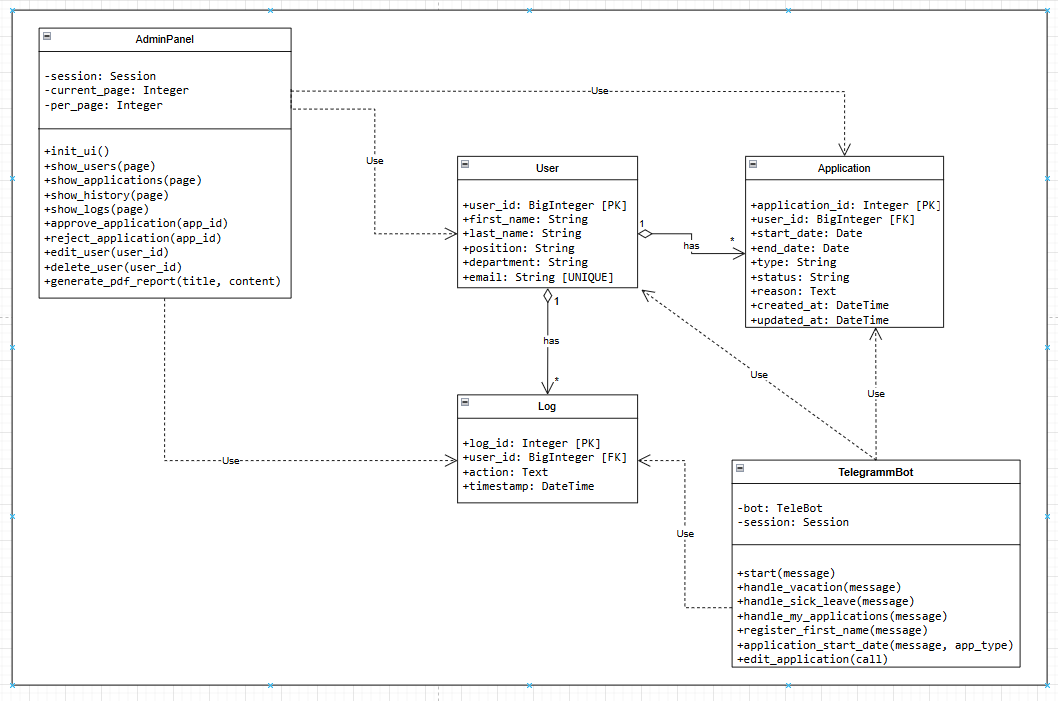 AdminPanel
-session: Session
-current_page: Integer
-per_page: Integer
+init_ui()
+show_users(page)
+show_applications(page)
+show_history(page)
+show_logs(page)
+approve_application(app_id)
+reject_application(app_id)
+edit_user(user_id)
+delete_user(user_id)
+generate_pdf_report(title, content)
Use
Use
User
+user_id: BigInteger [PK]
+first_name: String
+last_name: String
+position: String
+department: String
+email: String [UNIQUE]
Application
+application_id: Integer [PK]
+user_id: BigInteger [FK]
+start_date: Date
+end_date: Date
+type: String
+status: String
+reason: Text
+created_at: DateTime
+updated_at: DateTime
1
has
*
1
has
*
Use
Use
Log
+log_id: Integer [PK]
+user_id: BigInteger [FK]
+action: Text
+timestamp: DateTime
Use
Use
TelegrammBot
-bot: TeleBot
-session: Session
+start(message)
+handle_vacation(message)
+handle_sick_leave(message)
+handle_my_applications(message)
+register_first_name(message)
+application_start_date(message, app_type)
+edit_application(call)